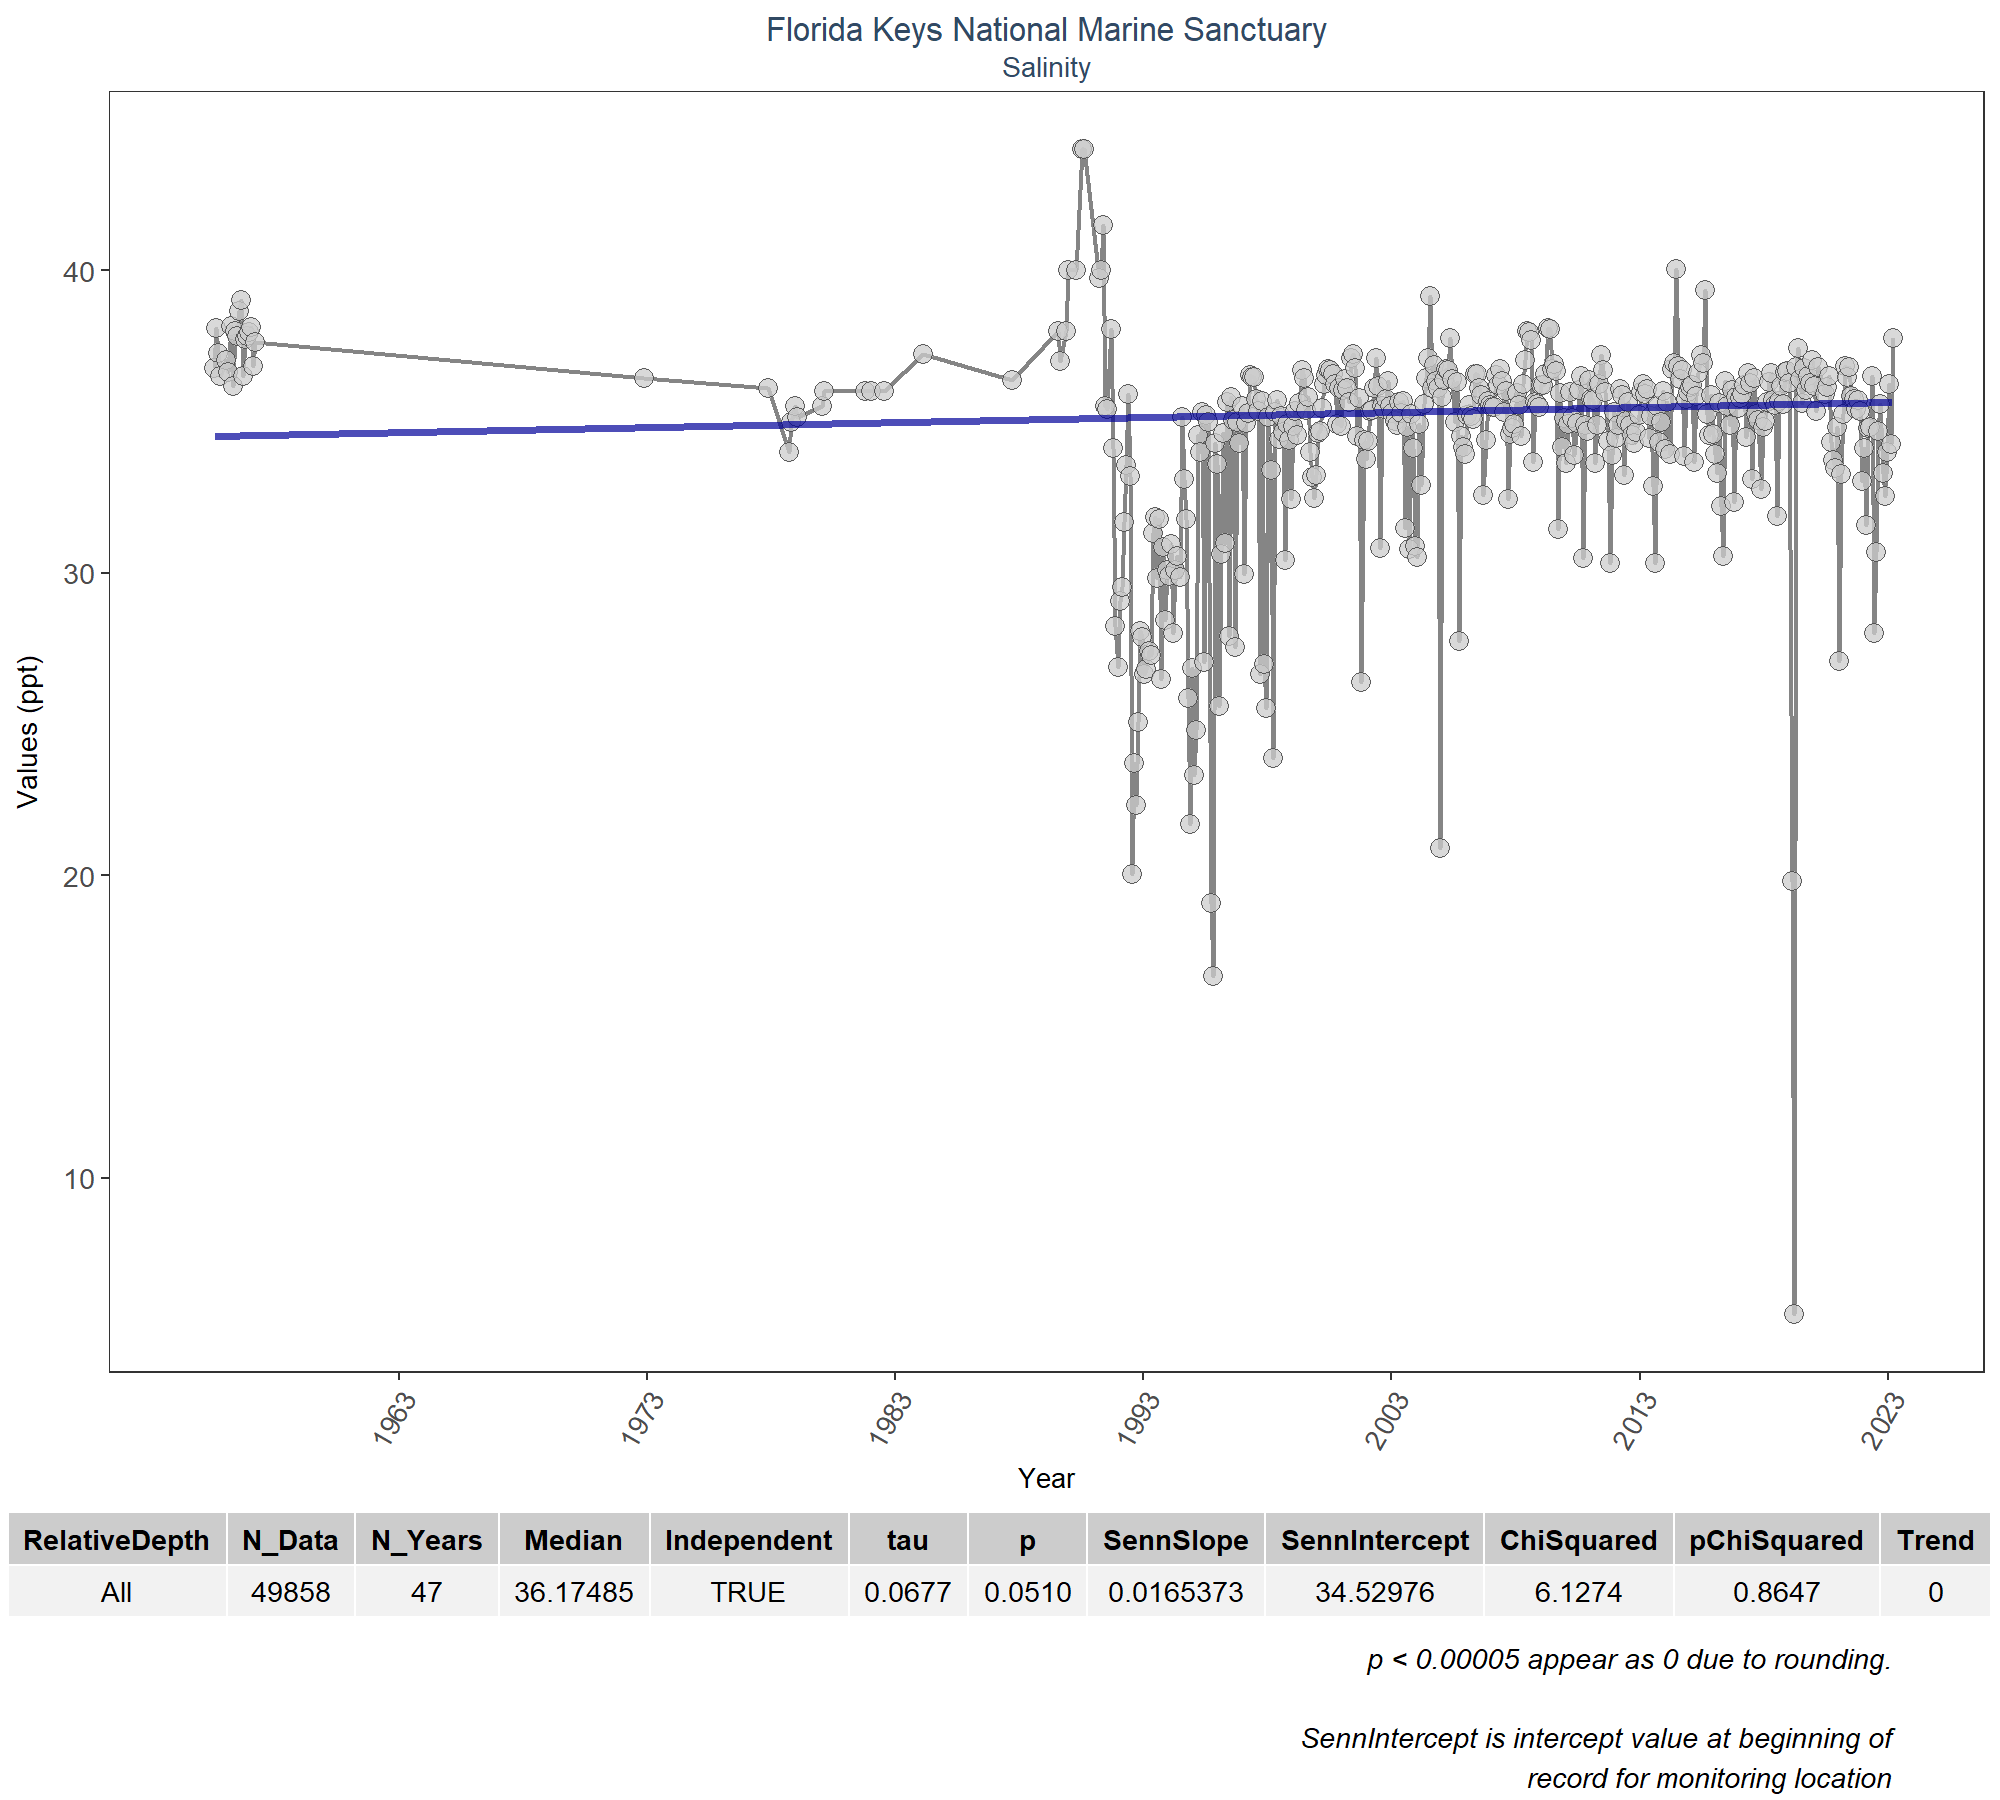 Florida Keys National Marine Sanctuary
Salinity
Values (ppt)
40
30
20
10
1963 1973 1983 1993 2003 2013 2023
Year
RelativeDepth N_Data N_Years Median Independent tau p SennSlope SennIntercept ChiSquared pChiSquared Trend
All 49858 47 36.17485 TRUE 0.0677 0.0510 0.0165373 34.52976 6.1274 0.8647 0
p < 0.00005 appear as 0 due to rounding.
SennIntercept is intercept value at beginning of
record for monitoring location